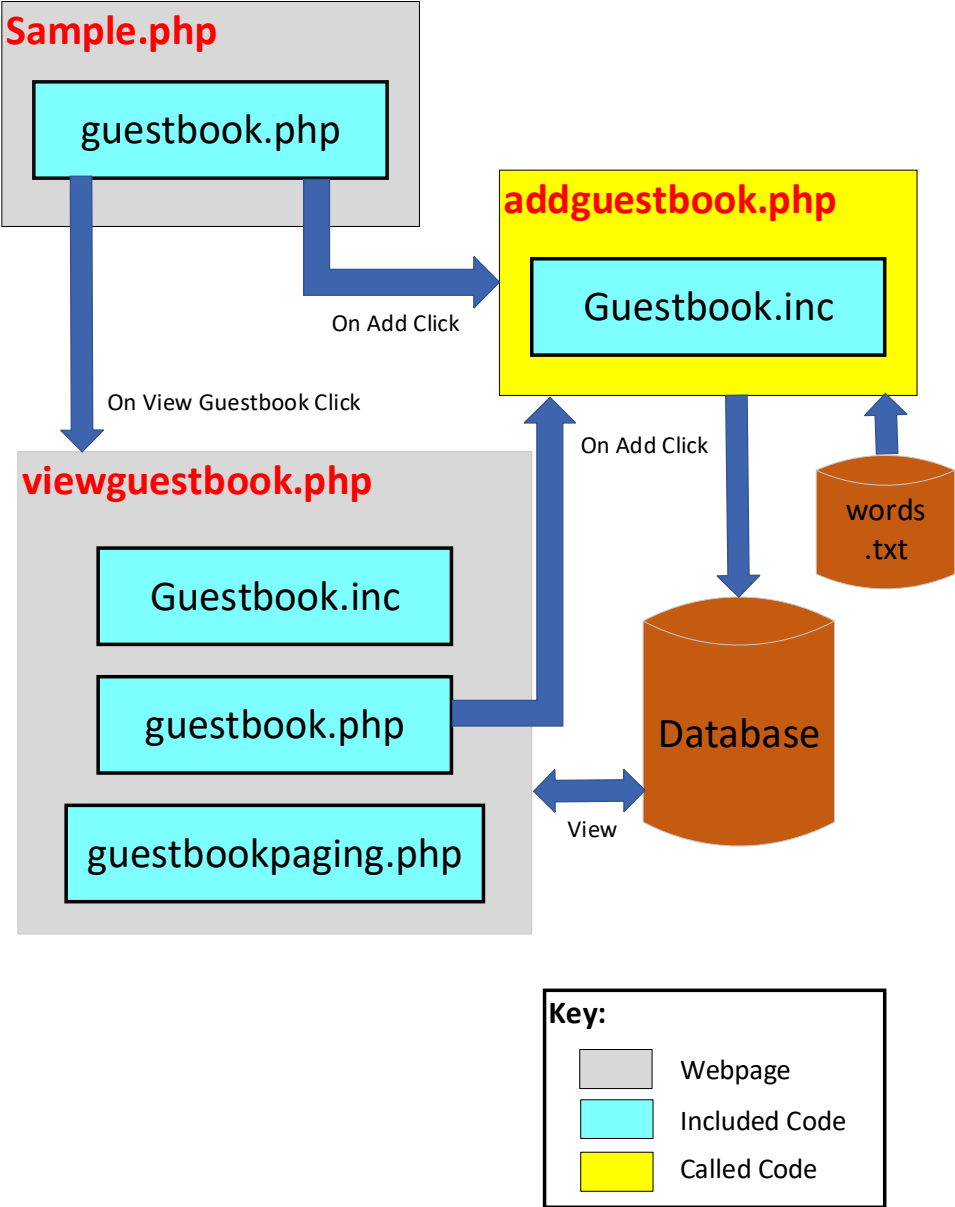 Sample.php
guestbook.php
addguestbook.php
Guestbook.inc
On Add Click
On View Guestbook Click
On Add Click
viewguestbook.php
words
.txt
Guestbook.inc
guestbook.php
Database
View
guestbookpaging.php
Key:
Webpage
Included Code
Called Code